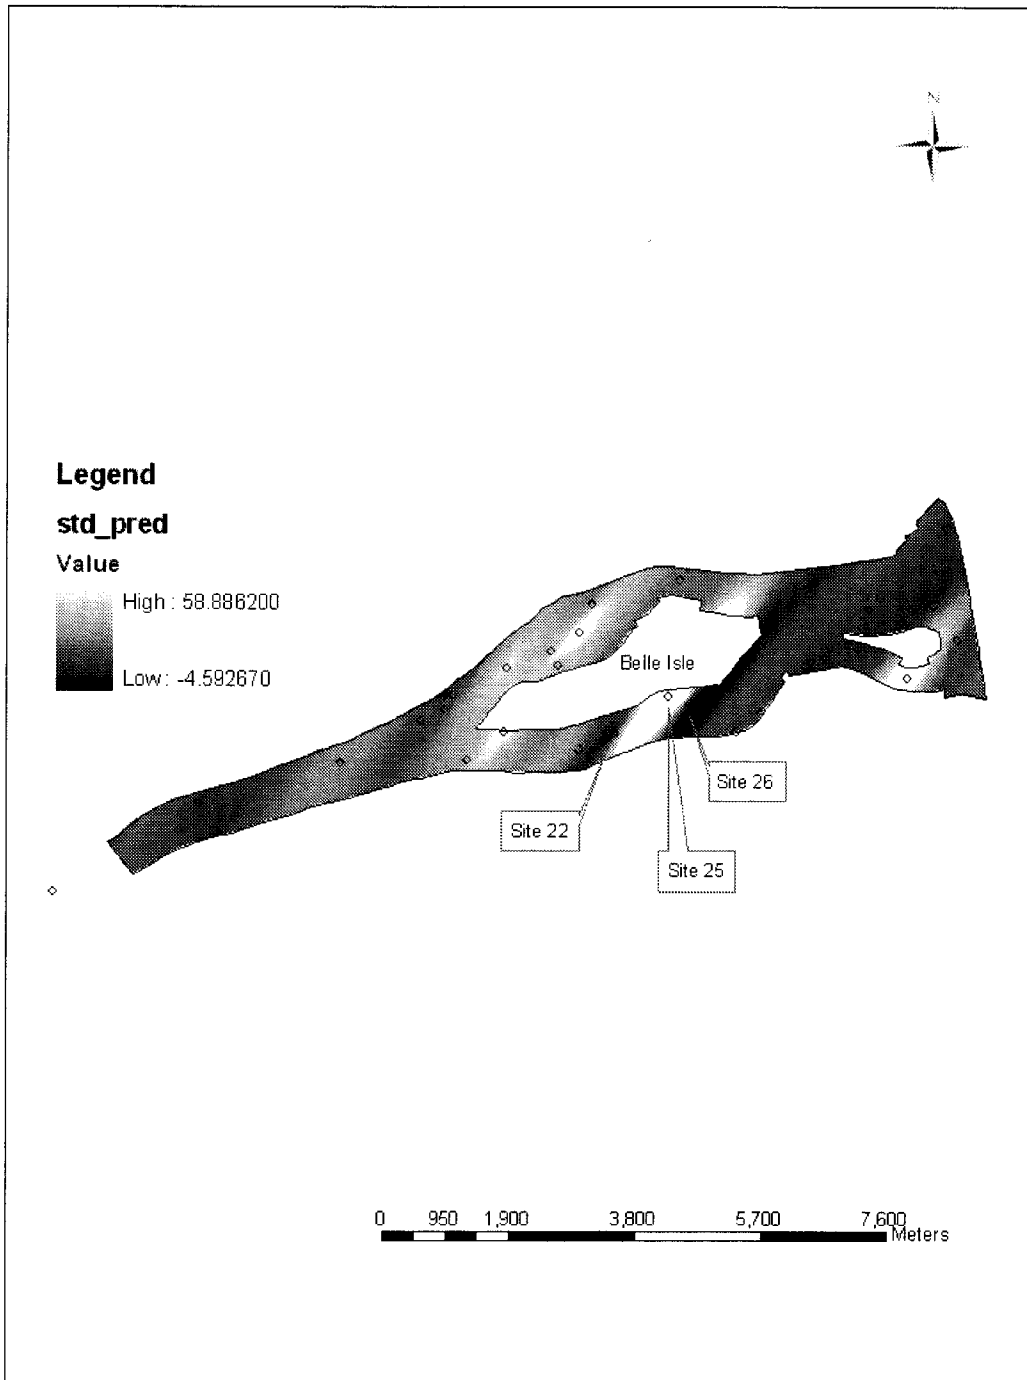 N
Legend
std_pred
Value
High : 58.886200
Low : -4.592670
Belle Isle
Site 26
Site 22
Site 25
0 950 1,900 3,800 5,700 7,600
Meters